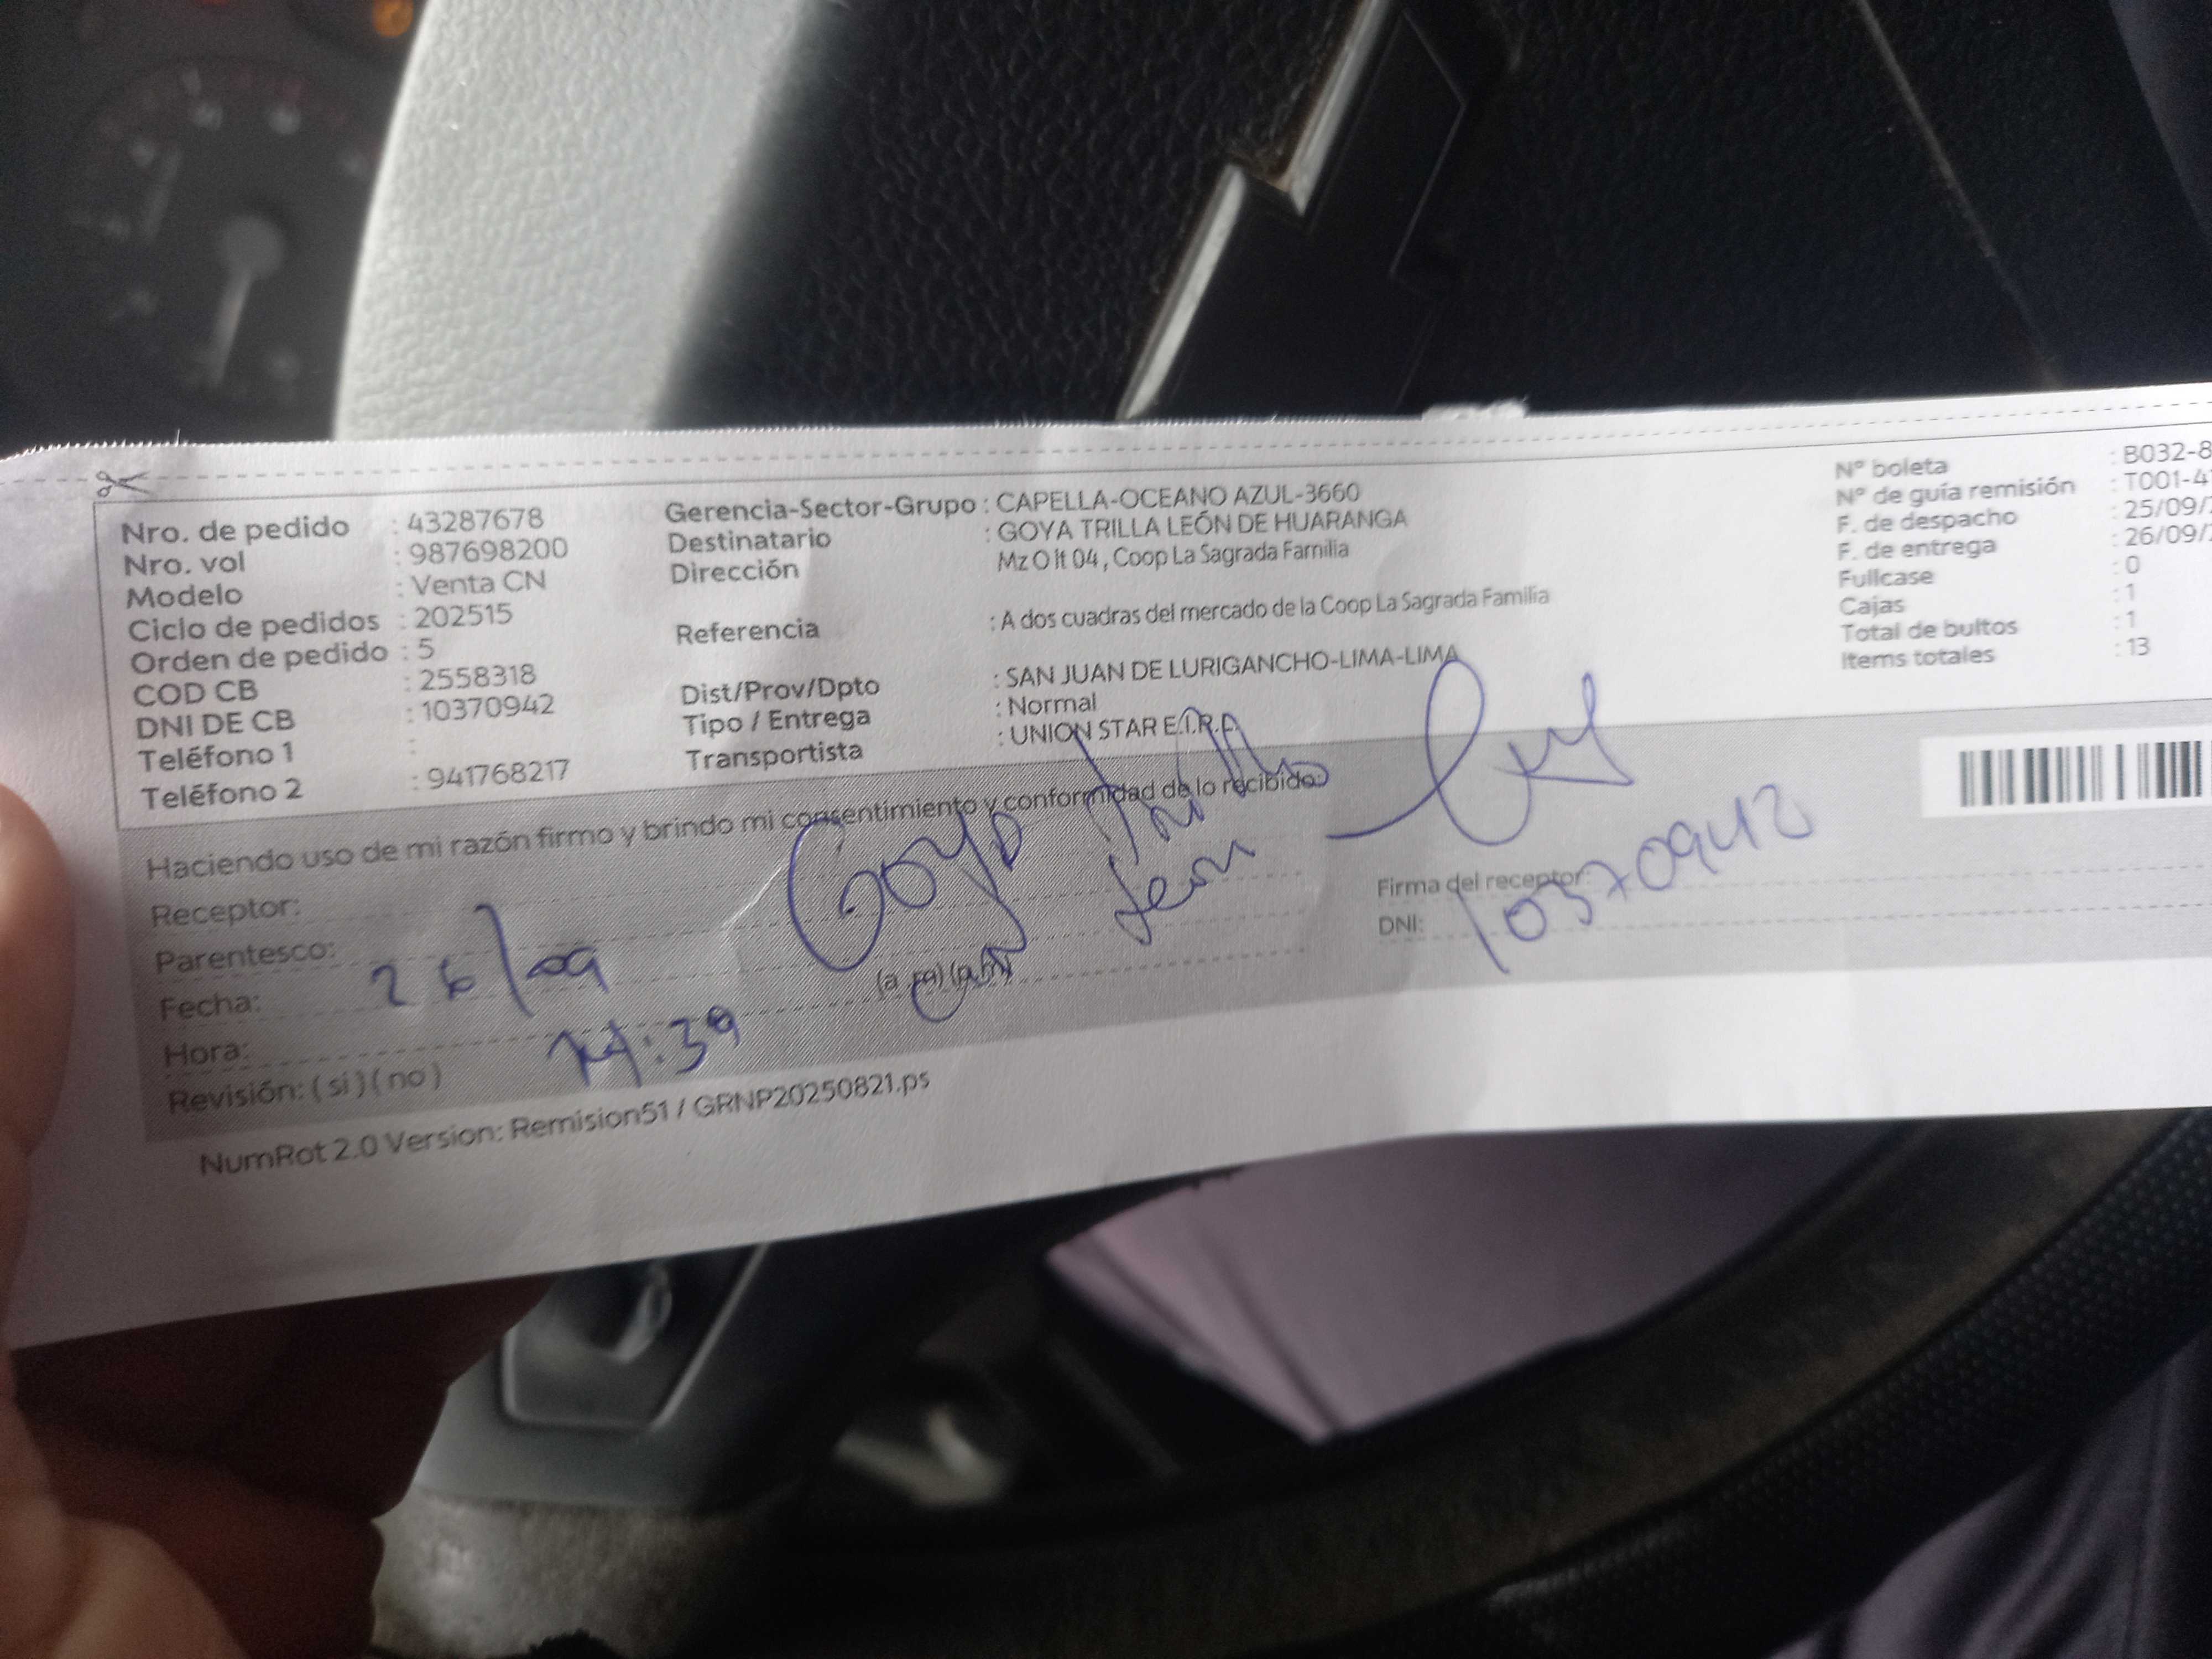 Nro. de pedido : 43287678
Nro. vol : 987698200
Modelo : Venta CN
Ciclo de pedidos : 202515
Orden de pedido : 5
COD CB : 2558318
DNI DE CB : 10370942
Teléfono 1 :
Teléfono 2 : 941768217
Gerencia-Sector-Grupo : CAPELLA-OCEANO AZUL-3660
Destinatario : GOYA TRILLA LEÓN DE HUARANGA
Dirección Mz O lt 04 , Coop La Sagrada Familia
Referencia : A dos cuadras del mercado de la Coop La Sagrada Familia
Dist/Prov/Dpto : SAN JUAN DE LURIGANCHO-LIMA-LIMA
Tipo / Entrega : Normal
Transportista : UNION STAR E.I.R.L
N° boleta : B032-8
N° de guía remisión : T001-4
F. de despacho : 25/09/
F. de entrega : 26/09/
Fullcase : 0
Cajas : 1
Total de bultos : 1
Items totales : 13
Haciendo uso de mi razón firmo y brindo mi consentimiento y conformidad de lo recibido:
Receptor: Goya Trilla
León
Parentesco:
Fecha: 26/09
Hora: 14:39 (a.m) (p.m)
Revisión: ( si ) ( no )
Firma del receptor:
DNI: 10370942
NumRot 2.0 Version: Remision51 / GRNP20250821.ps